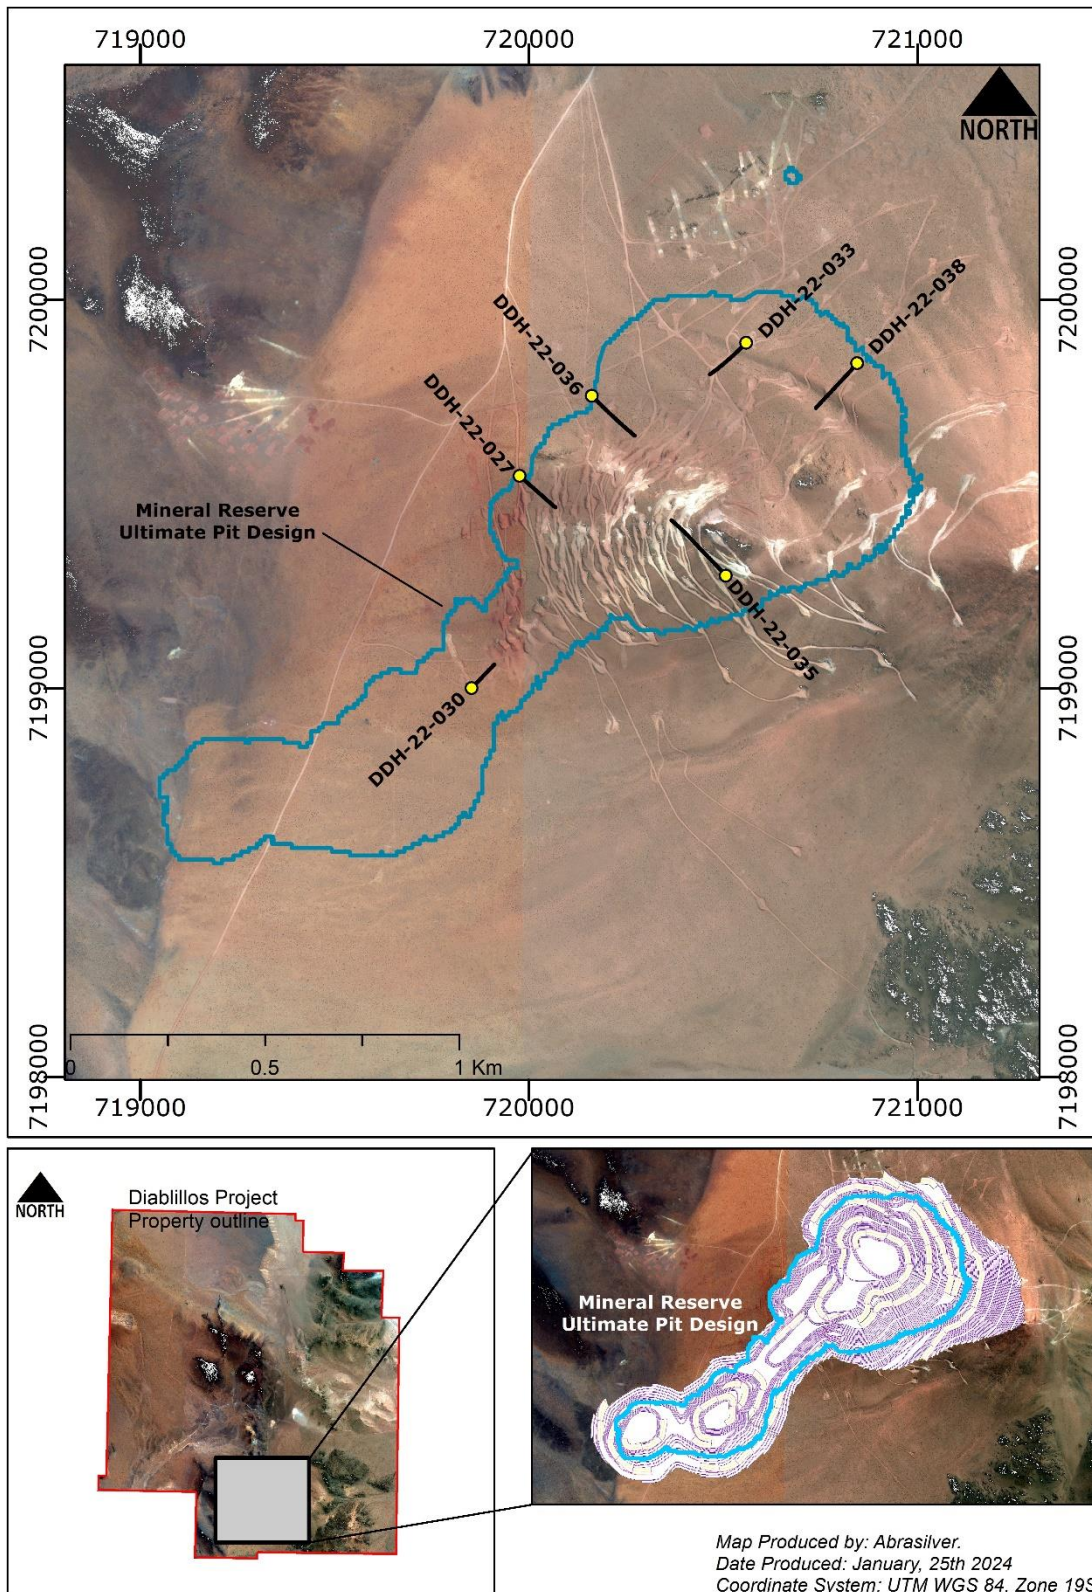 719000
720000
721000
NORTH
7200000
7200000
DDH-22-033
DDH-22-038
DDH-22-036
DDH-22-027
Mineral Reserve
Ultimate Pit Design
DDH-22-035
7199000
7199000
DDH-22-030
0
0.5
1 Km
7198000
7198000
719000
720000
721000
NORTH
Diablillos Project
Property outline
Mineral Reserve
Ultimate Pit Design
Map Produced by: Abrasilver.
Date Produced: January, 25th 2024
Coordinate System: UTM WGS 84. Zone 19S